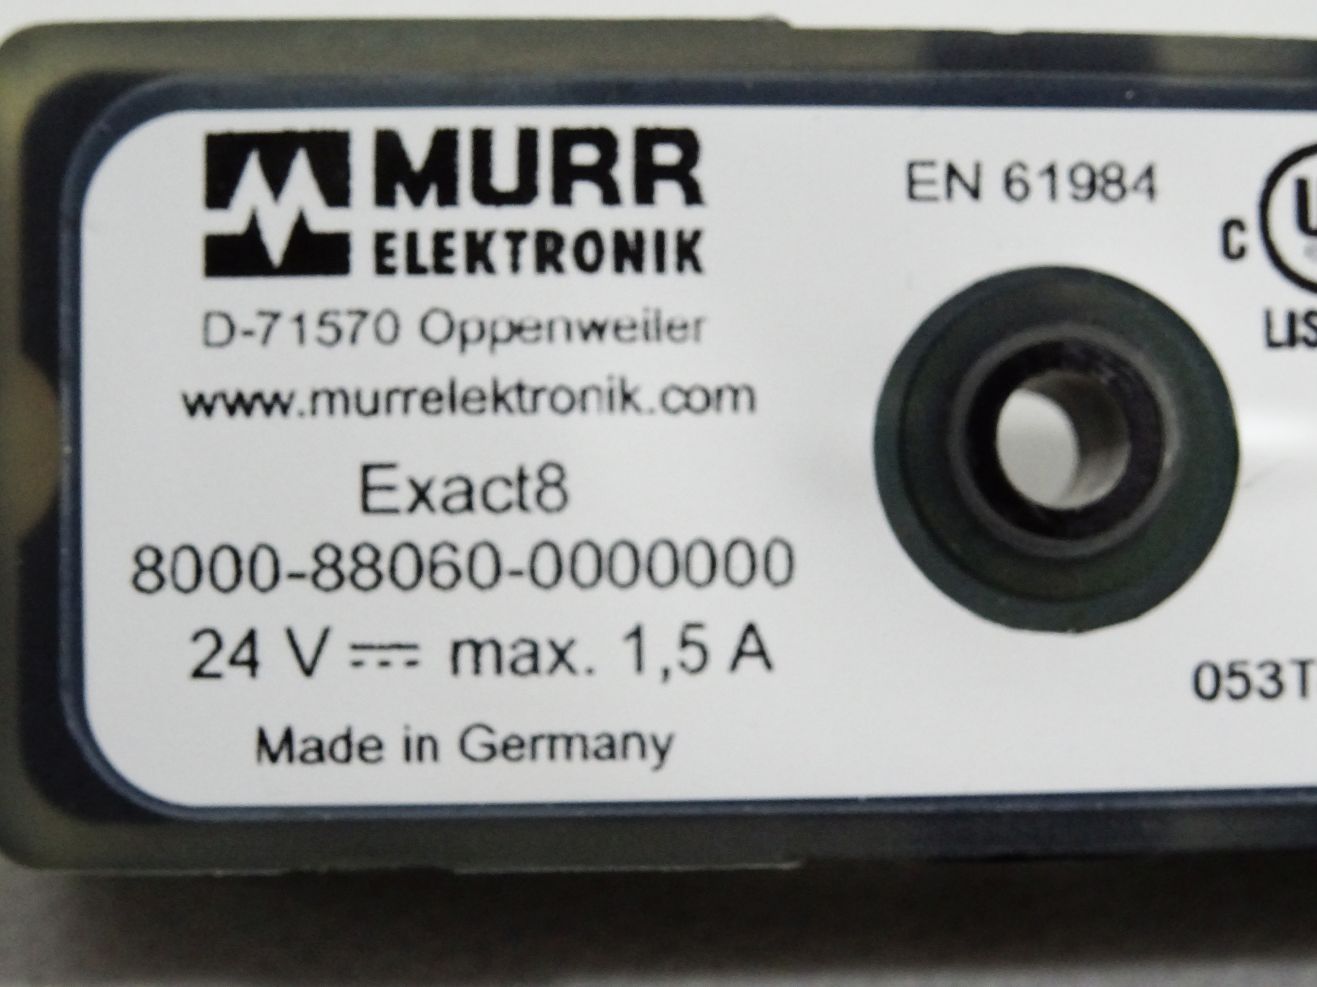 MURR
ELEKTRONIK
D-71570 Oppenweiler
www.murrelektronik.com
Exact8
8000-88060-0000000
24 V ⎓ max. 1,5 A
Made in Germany
EN 61984
C
053T